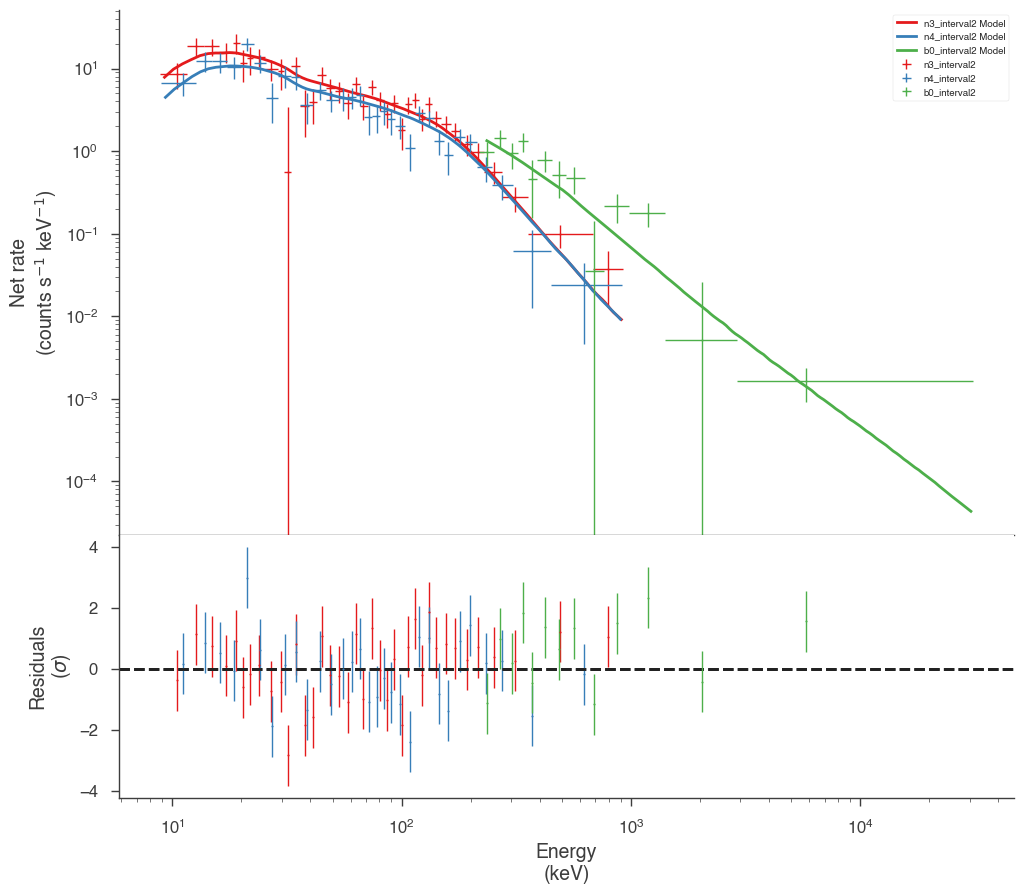 n3_interval2 Model
n4_interval2 Model
b0_interval2 Model
n3_interval2
n4_interval2
b0_interval2
10¹
10⁰
10⁻¹
10⁻²
10⁻³
10⁻⁴
Net rate
(counts s⁻¹ keV⁻¹)
4
2
0
−2
−4
Residuals
(σ)
10¹ 10² 10³ 10⁴
Energy
(keV)